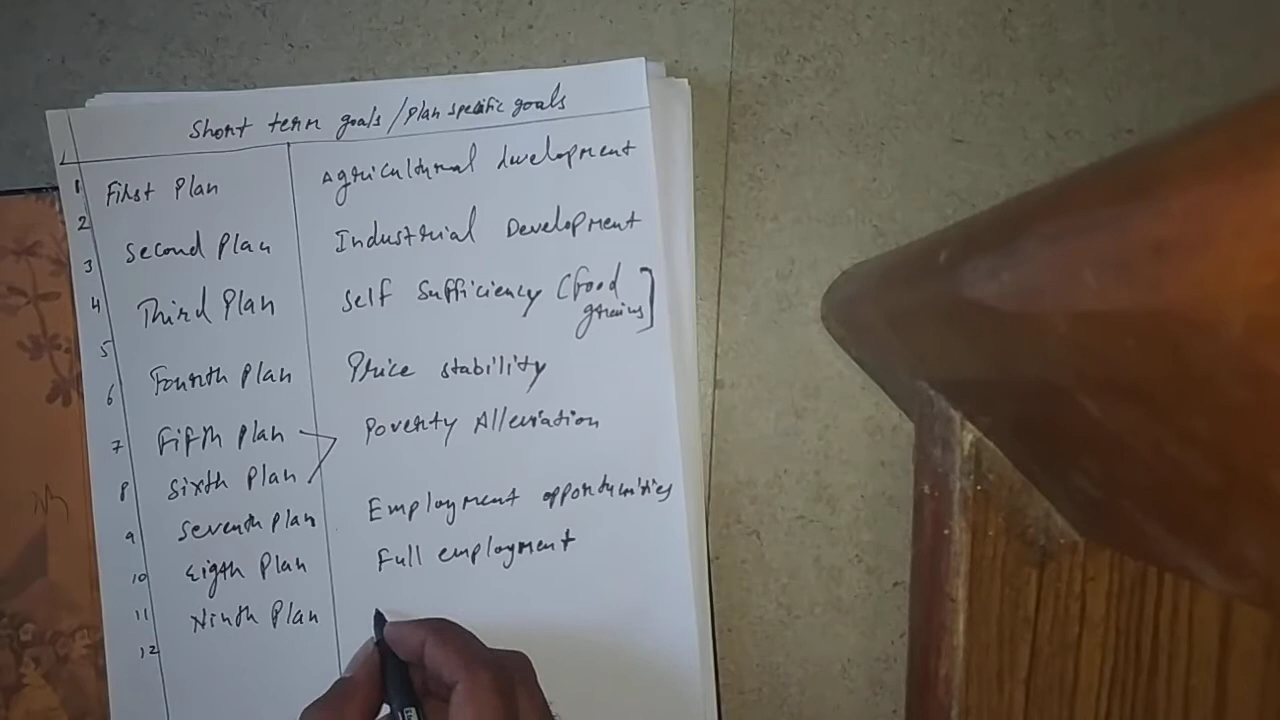 Short term goals / Plan specific goals
1 First Plan Agricultural development
2
Second Plan Industrial Development
3
Third Plan Self Sufficiency (food
grains]
4
5
Fourth Plan Price stability
6
7 Fifth Plan Poverty Alleviation
8 Sixth Plan
9 Seventh Plan Employment opportunities
10 Eigth Plan Full employment
11 Ninth Plan
12